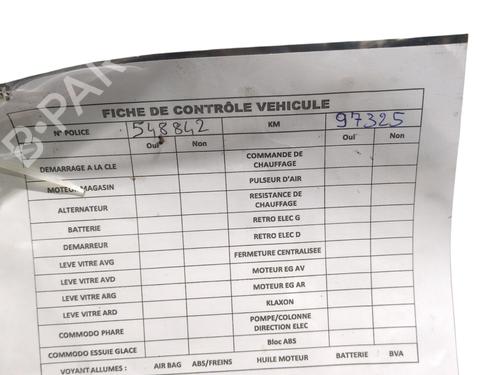 FICHE DE CONTRÔLE VEHICULE
N° POLICE 548842 KM 97325
Oui Non Oui Non
DEMARRAGE A LA CLE COMMANDE DE CHAUFFAGE
MOTEUR MAGASIN PULSEUR D'AIR
ALTERNATEUR RESISTANCE DE CHAUFFAGE
BATTERIE RETRO ELEC G
DEMARREUR RETRO ELEC D
LEVE VITRE AVG FERMETURE CENTRALISEE
LEVE VITRE AVD MOTEUR EG AV
LEVE VITRE ARG MOTEUR EG AR
LEVE VITRE ARD KLAXON
COMMODO PHARE POMPE/COLONNE DIRECTION ELEC
COMMODO ESSUIE GLACE Bloc ABS
VOYANT ALLUMES : AIR BAG ABS/FREINS HUILE MOTEUR BATTERIE BVA